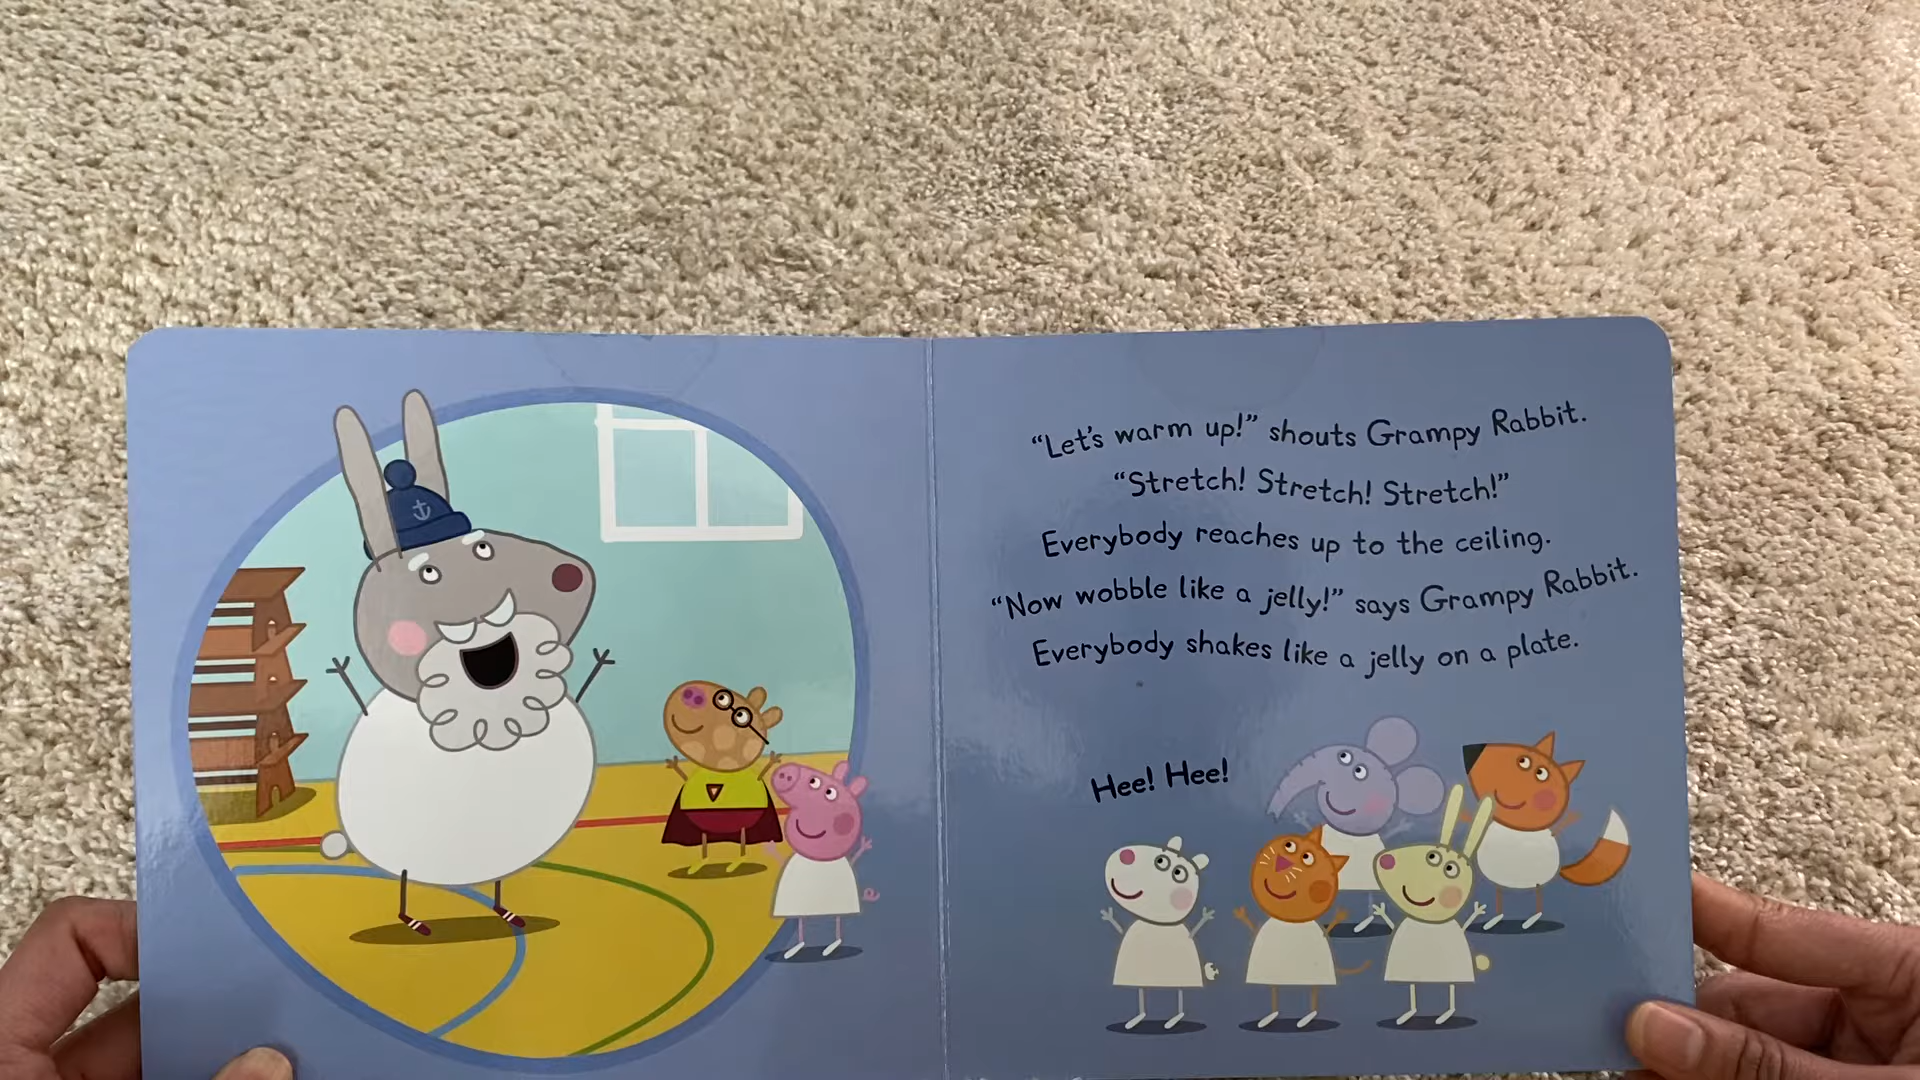 “Let’s warm up!” shouts Grampy Rabbit.
“Stretch! Stretch! Stretch!”
Everybody reaches up to the ceiling.
“Now wobble like a jelly!” says Grampy Rabbit.
Everybody shakes like a jelly on a plate.
Hee! Hee!